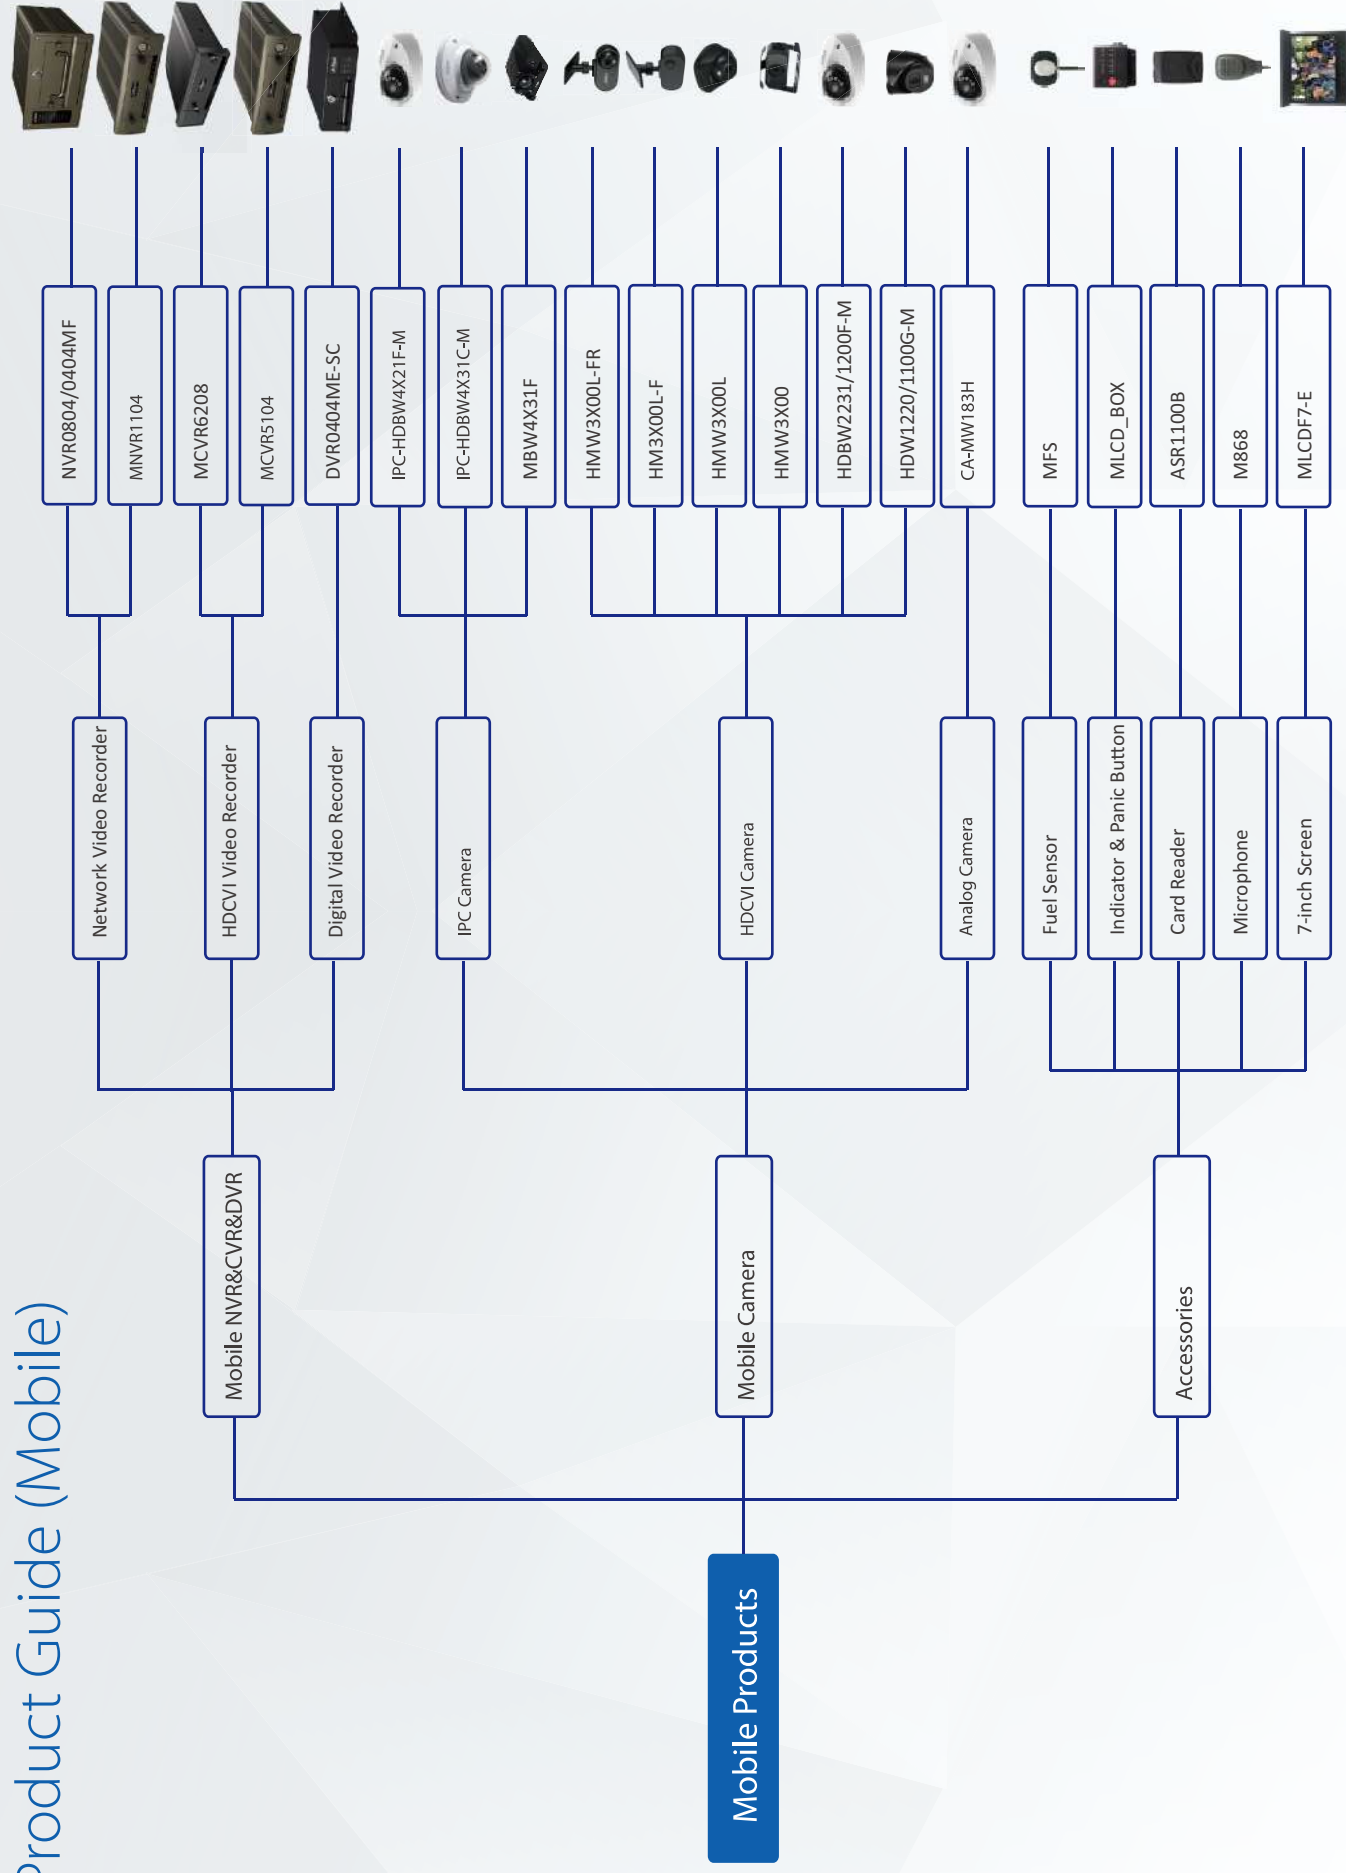 Product Guide (Mobile)
Mobile Products
Mobile NVR&CVR&DVR
Mobile Camera
Accessories
Network Video Recorder
HDCVI Video Recorder
Digital Video Recorder
IPC Camera
HDCVI Camera
Analog Camera
Fuel Sensor
Indicator & Panic Button
Card Reader
Microphone
7-inch Screen
NVR0804/0404MF
MNVR1104
MCVR6208
MCVR5104
DVR0404ME-SC
IPC-HDBW4X21F-M
IPC-HDBW4X31C-M
MBW4X31F
HMW3X00L-FR
HM3X00L-F
HMW3X00L
HMW3X00
HDBW2231/1200F-M
HDW1220/1100G-M
CA-MW183H
MFS
MLCD_BOX
ASR1100B
M868
MLCDF7-E